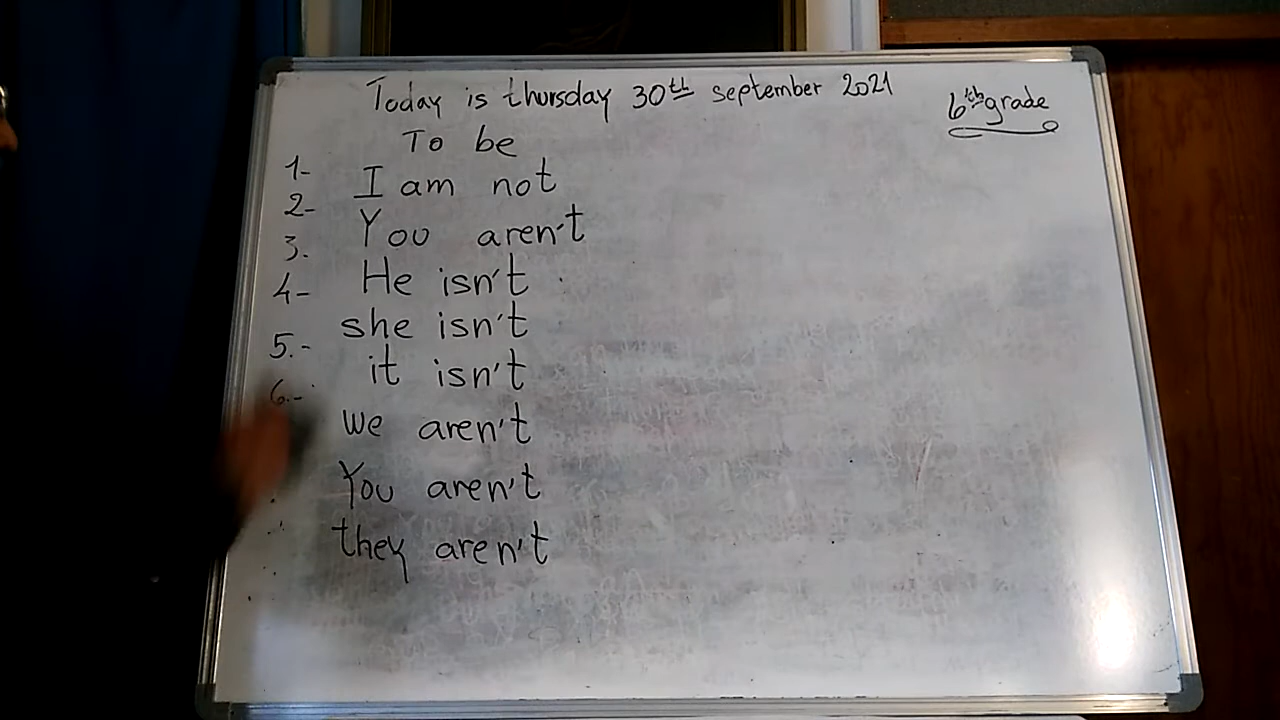 Today is thursday 30th september 2021
6th grade
To be
1- I am not
2- You aren't
3. He isn't
4- she isn't
5.- it isn't
6.- we aren't
You aren't
they aren't